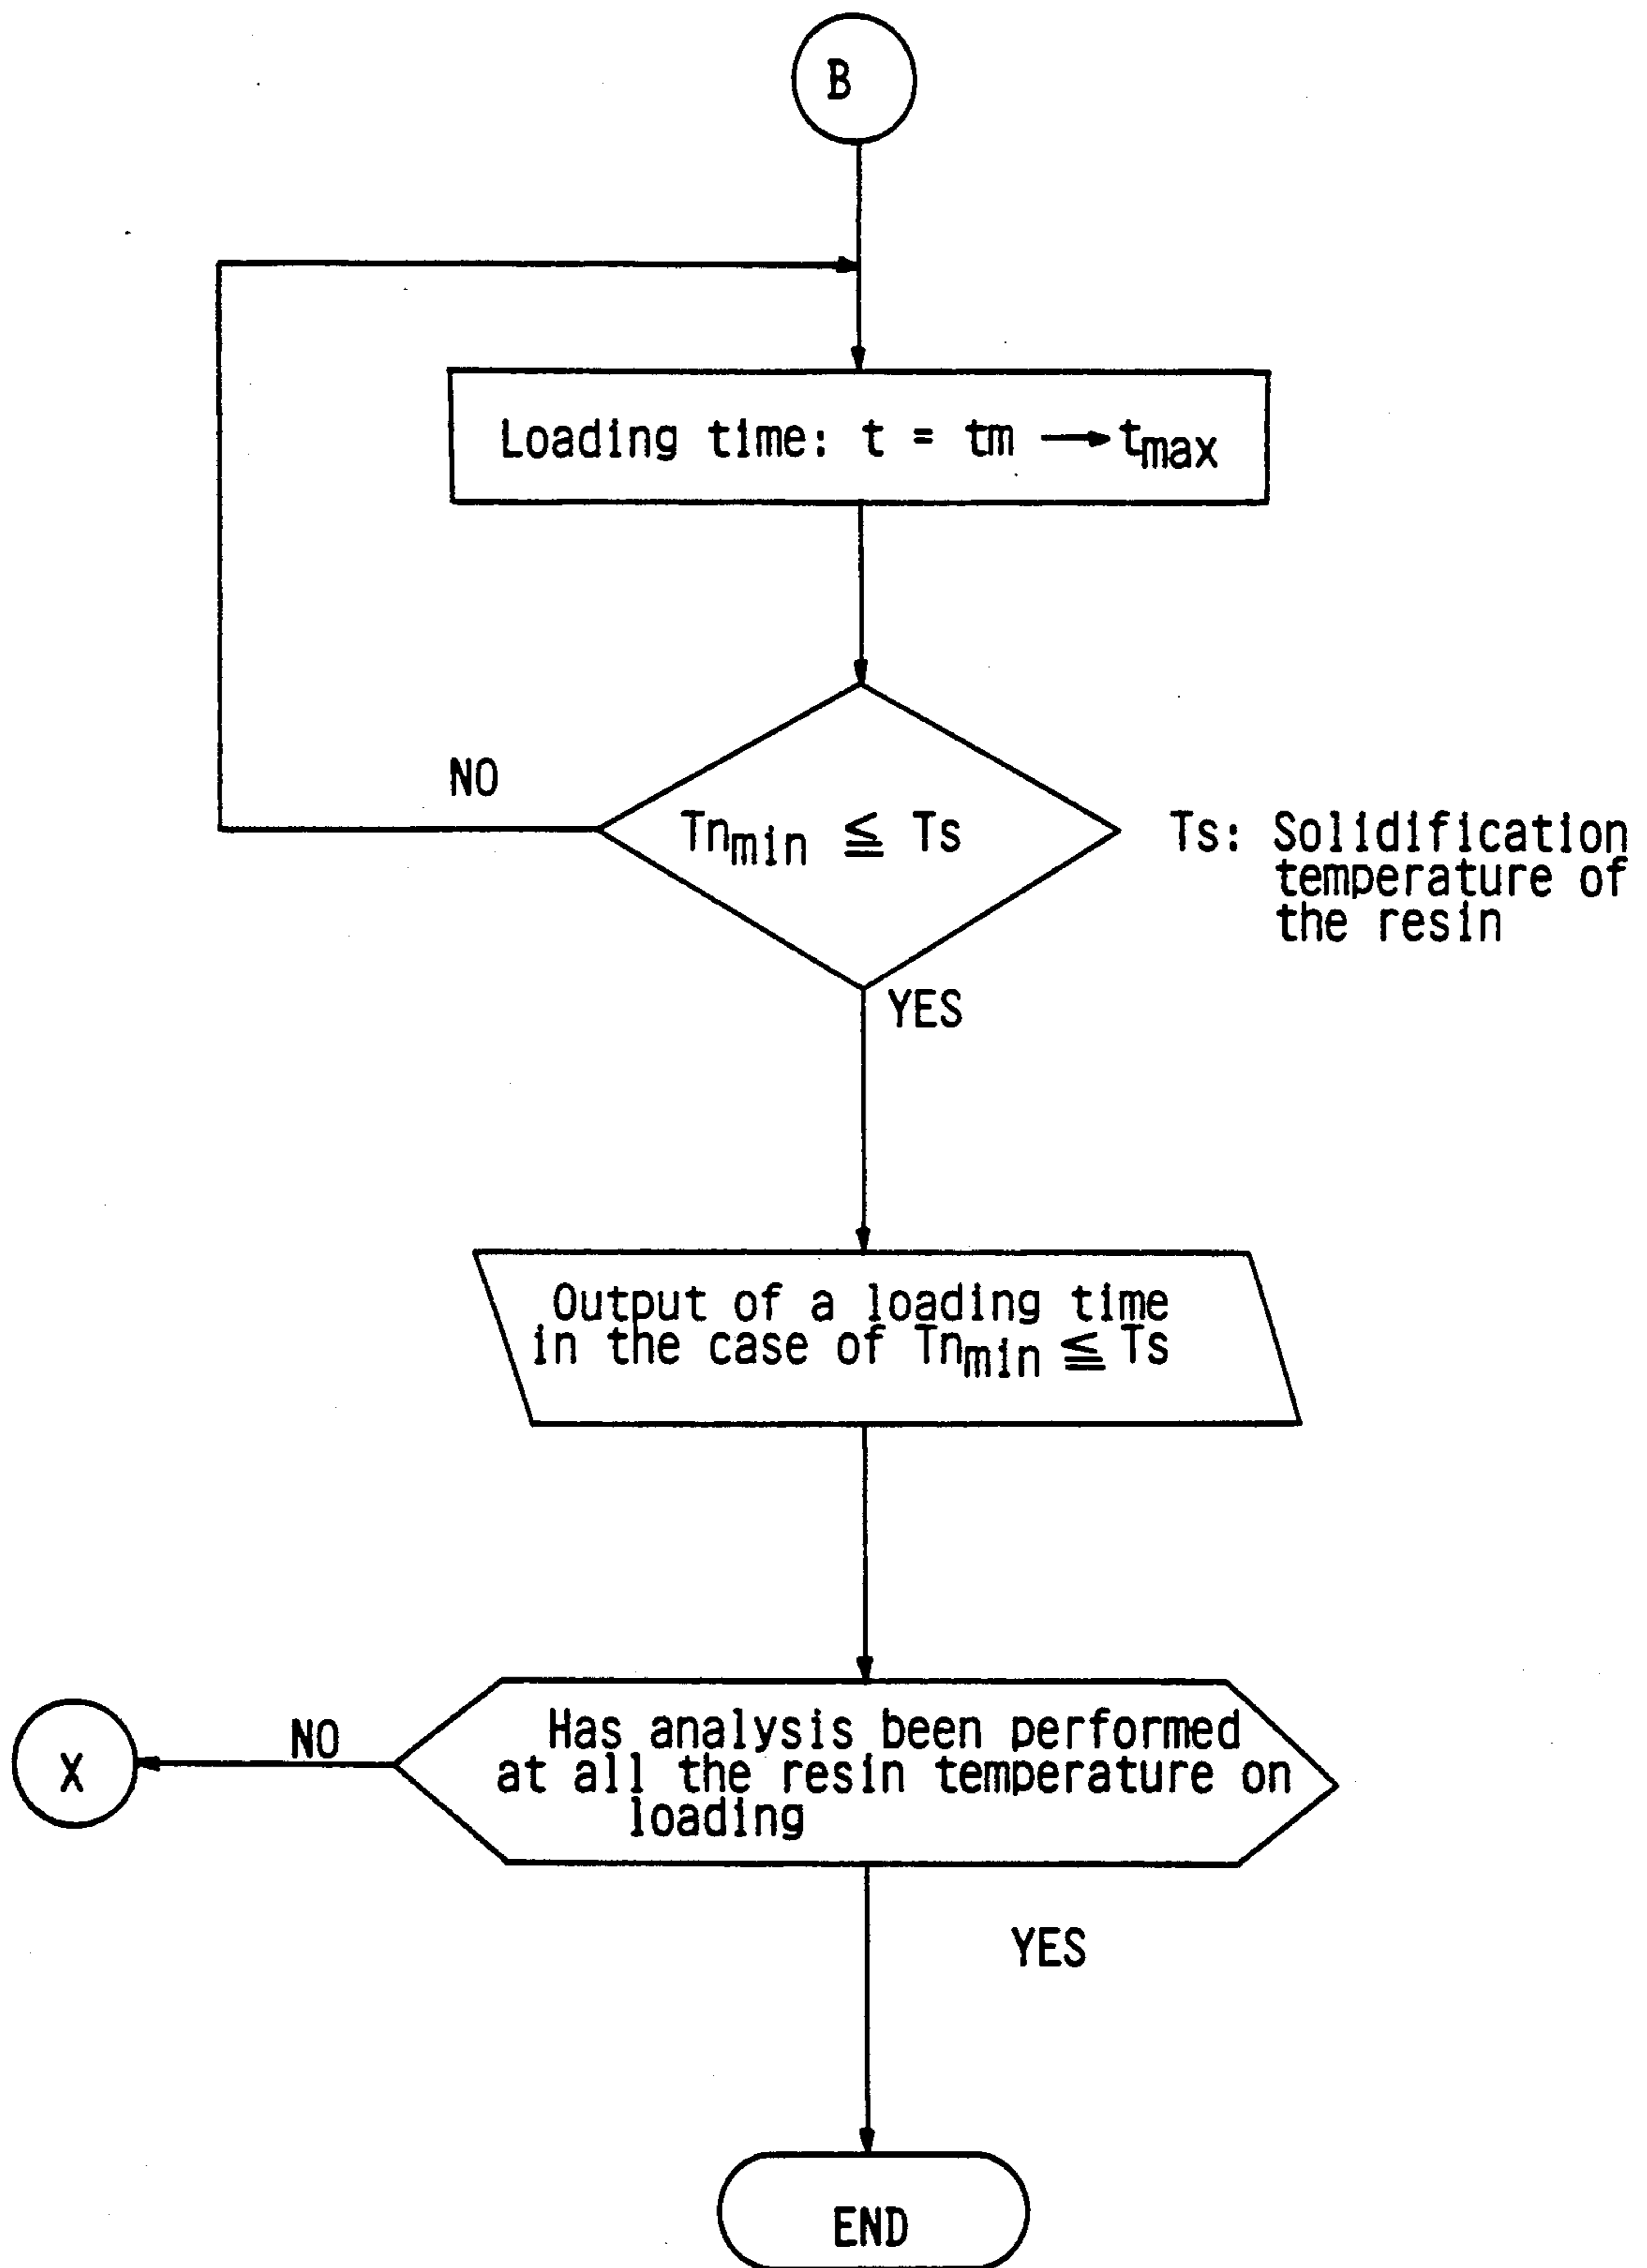 B
Loading time: t = tm → tmax
NO
Tnmin ≦ Ts
Ts: Solidification
temperature of
the resin
YES
Output of a loading time
in the case of Tnmin ≦ Ts
Has analysis been performed
at all the resin temperature on
loading
NO
X
YES
END